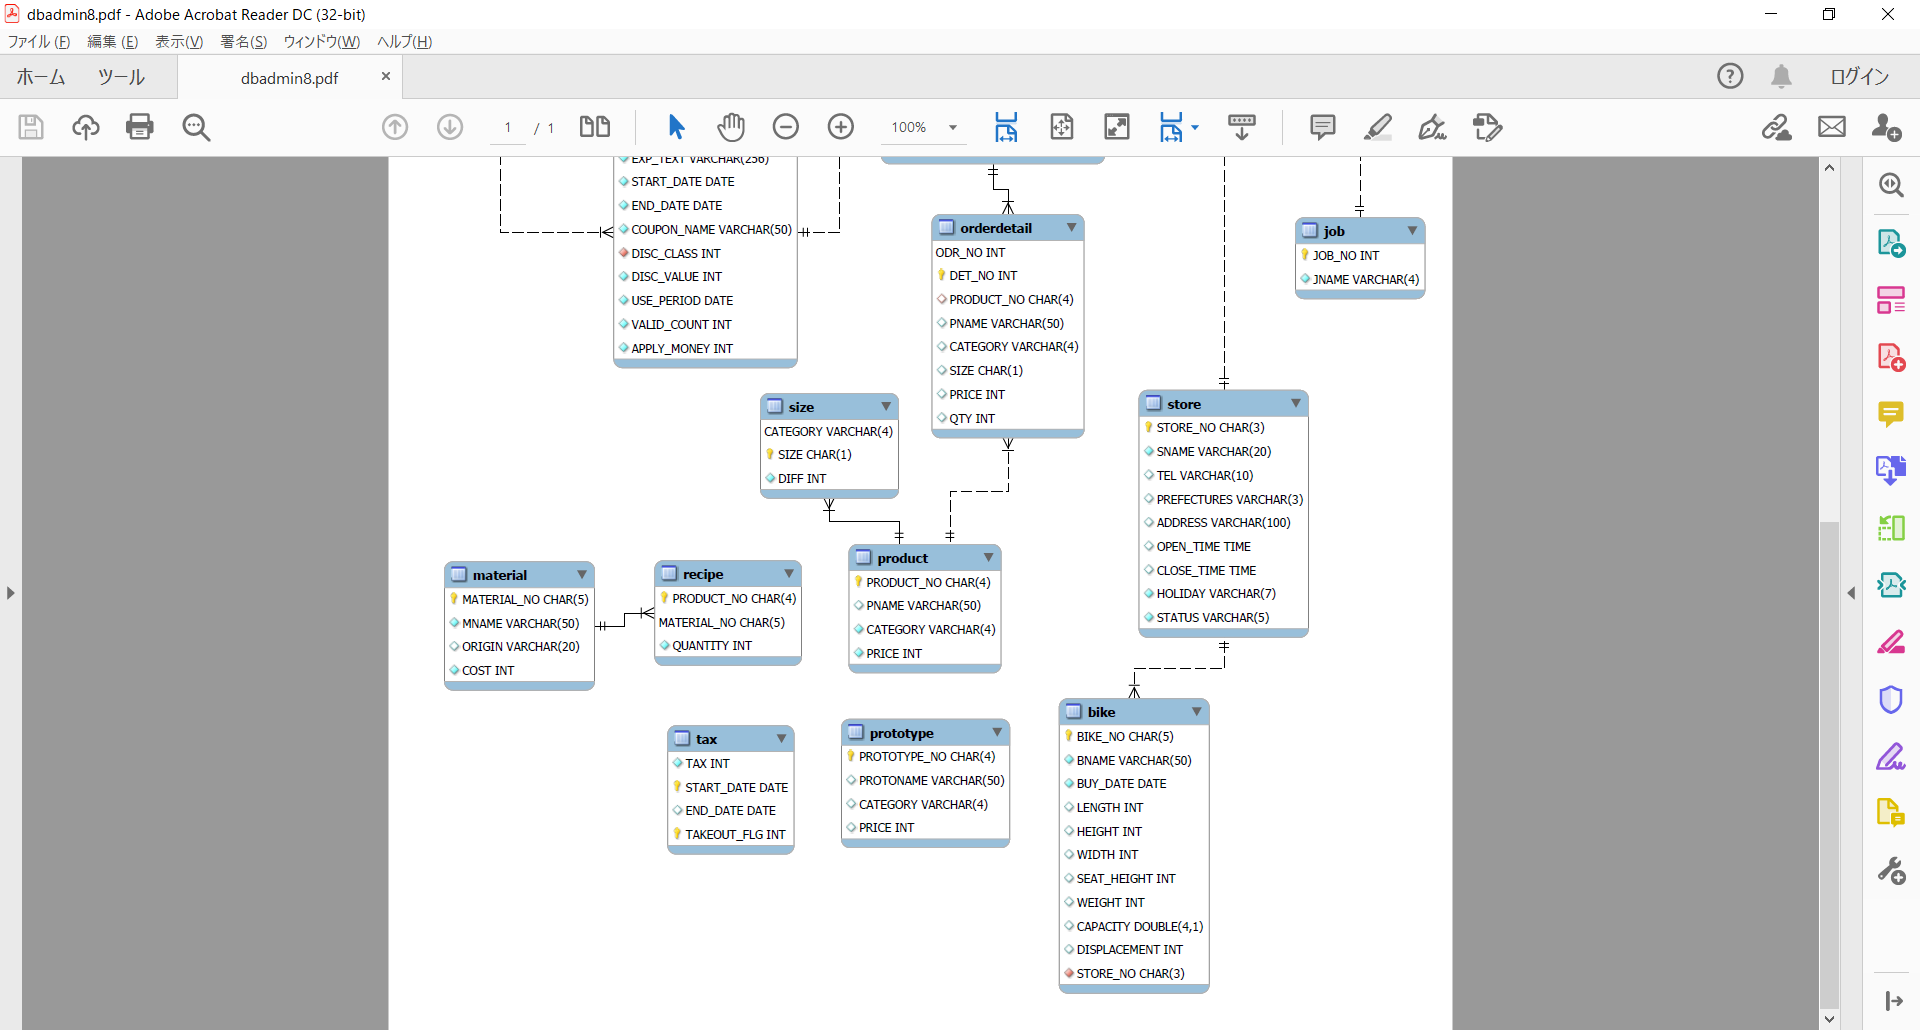 dbadmin8.pdf - Adobe Acrobat Reader DC (32-bit)
ファイル (F) 編集 (E) 表示(V) 署名(S) ウィンドウ(W) ヘルプ(H)
ホーム ツール dbadmin8.pdf × ログイン
1 / 1 100%
EXP_TEXT VARCHAR(256)
START_DATE DATE
END_DATE DATE
COUPON_NAME VARCHAR(50)
DISC_CLASS INT
DISC_VALUE INT
USE_PERIOD DATE
VALID_COUNT INT
APPLY_MONEY INT
orderdetail
ODR_NO INT
DET_NO INT
PRODUCT_NO CHAR(4)
PNAME VARCHAR(50)
CATEGORY VARCHAR(4)
SIZE CHAR(1)
PRICE INT
QTY INT
job
JOB_NO INT
JNAME VARCHAR(4)
size
CATEGORY VARCHAR(4)
SIZE CHAR(1)
DIFF INT
store
STORE_NO CHAR(3)
SNAME VARCHAR(20)
TEL VARCHAR(10)
PREFECTURES VARCHAR(3)
ADDRESS VARCHAR(100)
OPEN_TIME TIME
CLOSE_TIME TIME
HOLIDAY VARCHAR(7)
STATUS VARCHAR(5)
material
MATERIAL_NO CHAR(5)
MNAME VARCHAR(50)
ORIGIN VARCHAR(20)
COST INT
recipe
PRODUCT_NO CHAR(4)
MATERIAL_NO CHAR(5)
QUANTITY INT
product
PRODUCT_NO CHAR(4)
PNAME VARCHAR(50)
CATEGORY VARCHAR(4)
PRICE INT
tax
TAX INT
START_DATE DATE
END_DATE DATE
TAKEOUT_FLG INT
prototype
PROTOTYPE_NO CHAR(4)
PROTONAME VARCHAR(50)
CATEGORY VARCHAR(4)
PRICE INT
bike
BIKE_NO CHAR(5)
BNAME VARCHAR(50)
BUY_DATE DATE
LENGTH INT
HEIGHT INT
WIDTH INT
SEAT_HEIGHT INT
WEIGHT INT
CAPACITY DOUBLE(4,1)
DISPLACEMENT INT
STORE_NO CHAR(3)